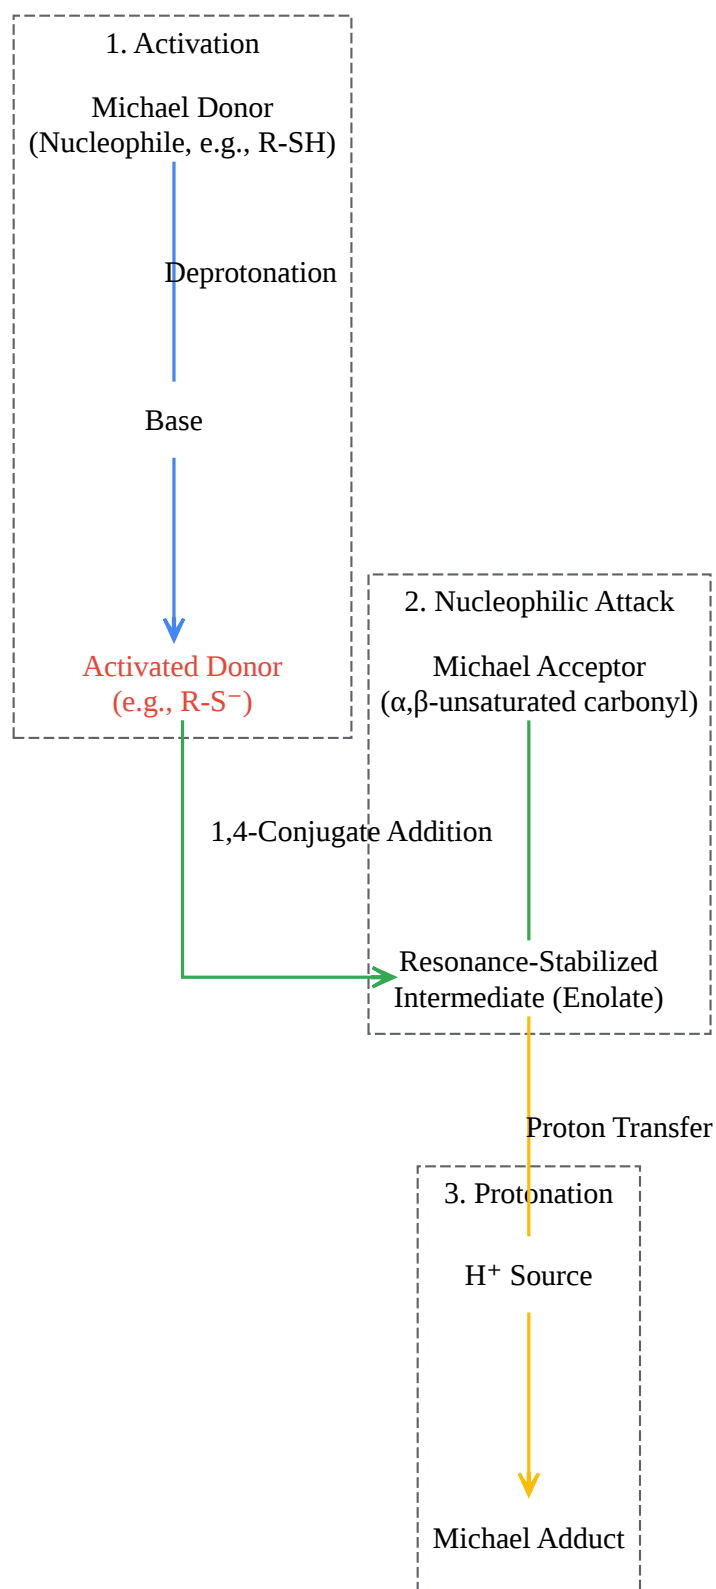 1. Activation
Michael Donor
(Nucleophile, e.g., R-SH)
Deprotonation
Base
Activated Donor
(e.g., R-S⁻)
2. Nucleophilic Attack
Michael Acceptor
(α,β-unsaturated carbonyl)
1,4-Conjugate Addition
Resonance-Stabilized
Intermediate (Enolate)
Proton Transfer
3. Protonation
H⁺ Source
Michael Adduct